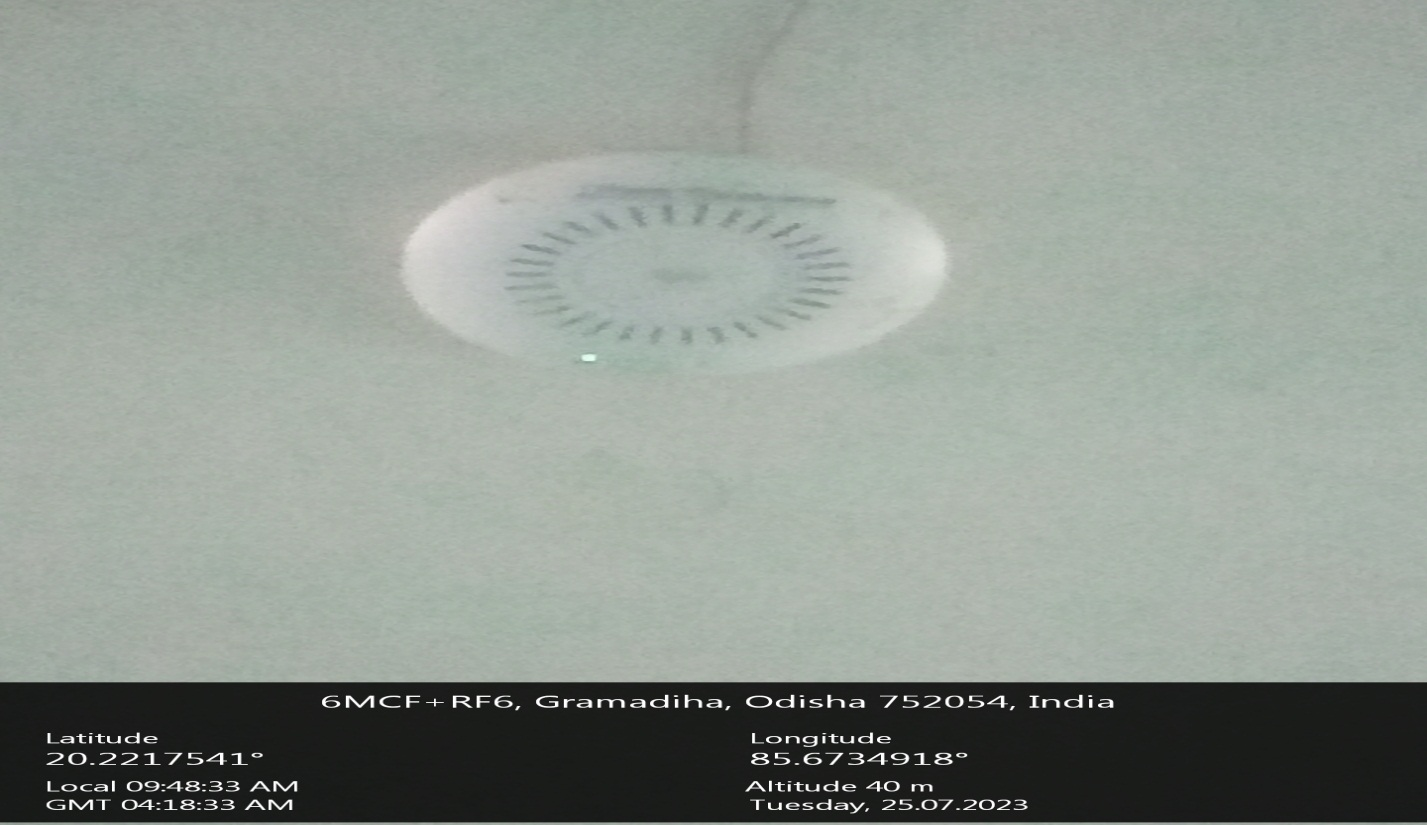 6MCF+RF6, Gramadiha, Odisha 752054, India
Latitude
20.2217541°
Longitude
85.6734918°
Local 09:48:33 AM
GMT 04:18:33 AM
Altitude 40 m
Tuesday, 25.07.2023